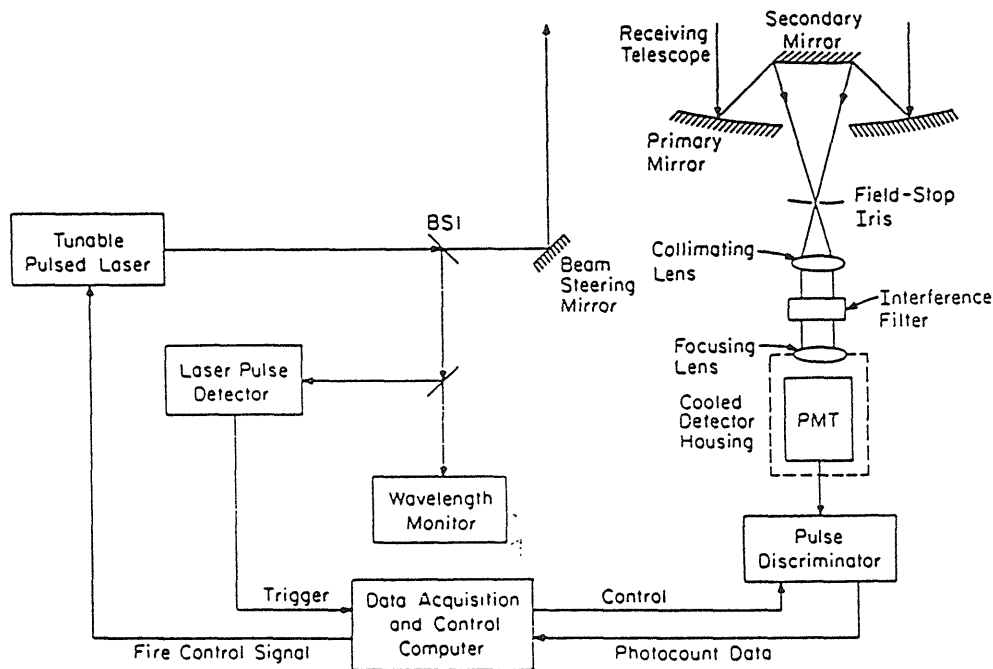 Receiving
Telescope
Secondary
Mirror
Primary
Mirror
Field-Stop
Iris
Tunable
Pulsed Laser
BS1
Beam
Steering
Mirror
Collimating
Lens
Interference
Filter
Focusing
Lens
Laser Pulse
Detector
Cooled
Detector
Housing
PMT
Wavelength
Monitor
Pulse
Discriminator
Trigger
Data Acquisition
and Control
Computer
Control
Fire Control Signal
Photocount Data